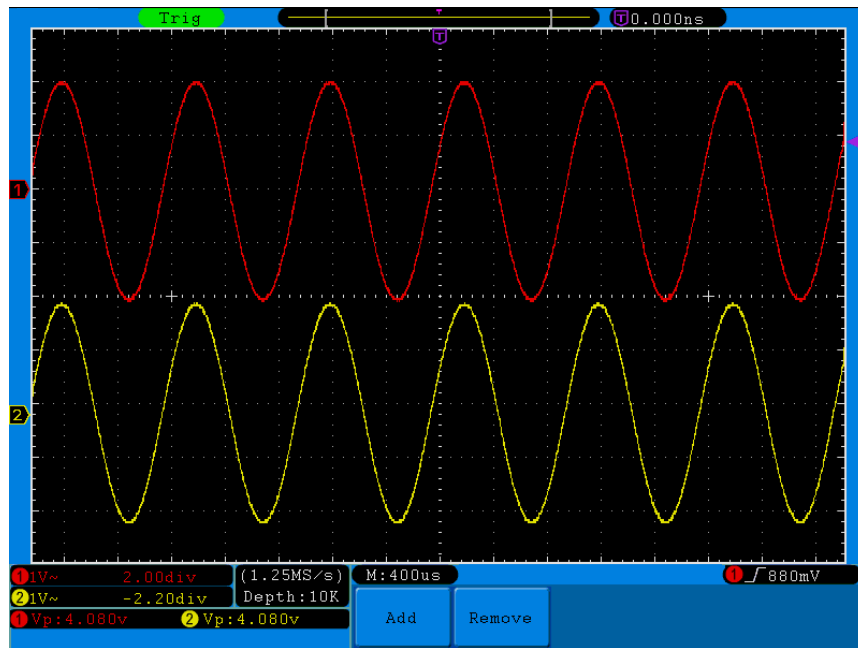 Trig T 0.000ns
T
1
2
1 1V~ 2.00div (1.25MS/s) M:400us 1 880mV
2 1V~ -2.20div Depth:10K
1 Vp:4.080v 2 Vp:4.080v Add Remove